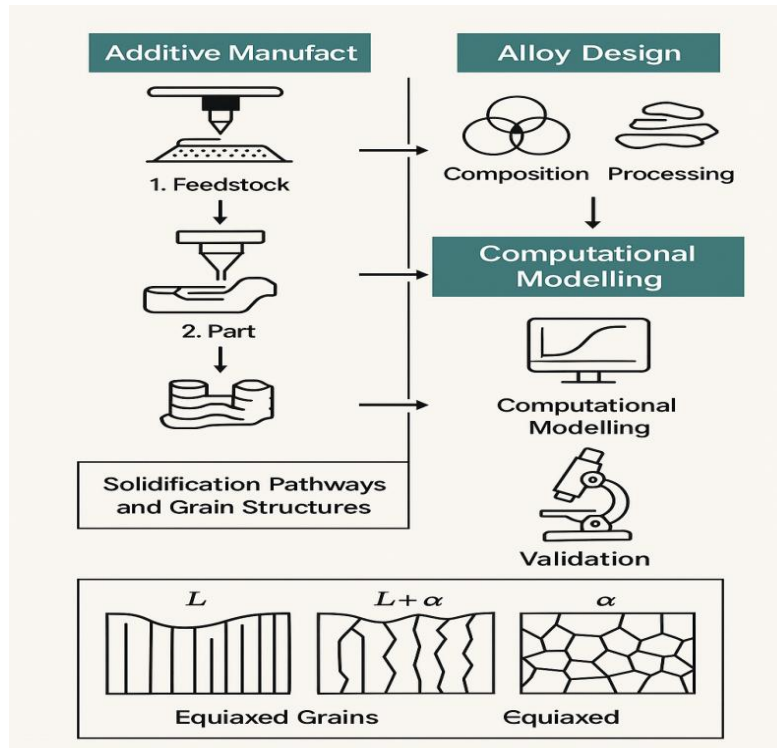 Additive Manufact
Alloy Design
1. Feedstock
Composition
Processing
Computational
Modelling
2. Part
Computational
Modelling
Solidification Pathways
and Grain Structures
Validation
L
L + α
α
Equiaxed Grains
Equiaxed